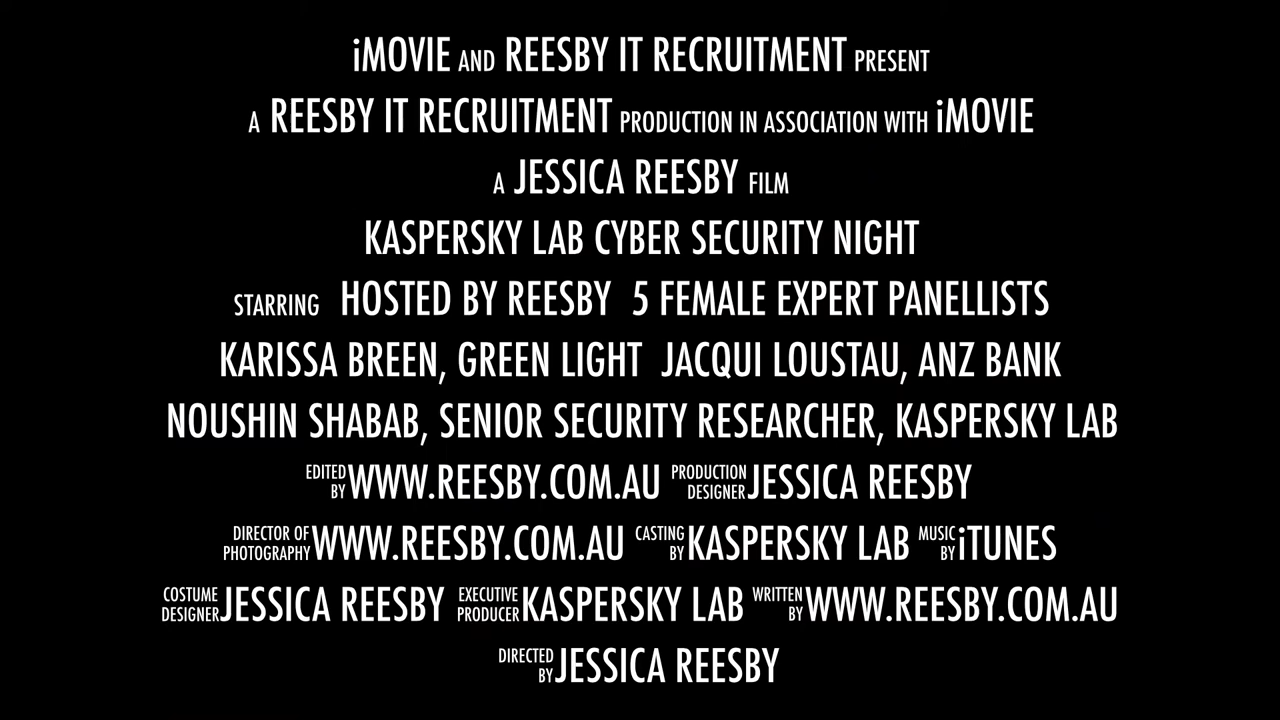 iMOVIE AND REESBY IT RECRUITMENT PRESENT
A REESBY IT RECRUITMENT PRODUCTION IN ASSOCIATION WITH iMOVIE
A JESSICA REESBY FILM
KASPERSKY LAB CYBER SECURITY NIGHT
STARRING HOSTED BY REESBY 5 FEMALE EXPERT PANELLISTS
KARISSA BREEN, GREEN LIGHT JACQUI LOUSTAU, ANZ BANK
NOUSHIN SHABAB, SENIOR SECURITY RESEARCHER, KASPERSKY LAB
EDITED BY WWW.REESBY.COM.AU PRODUCTION DESIGNER JESSICA REESBY
DIRECTOR OF PHOTOGRAPHY WWW.REESBY.COM.AU CASTING BY KASPERSKY LAB MUSIC BY iTUNES
COSTUME DESIGNER JESSICA REESBY EXECUTIVE PRODUCER KASPERSKY LAB WRITTEN BY WWW.REESBY.COM.AU
DIRECTED BY JESSICA REESBY